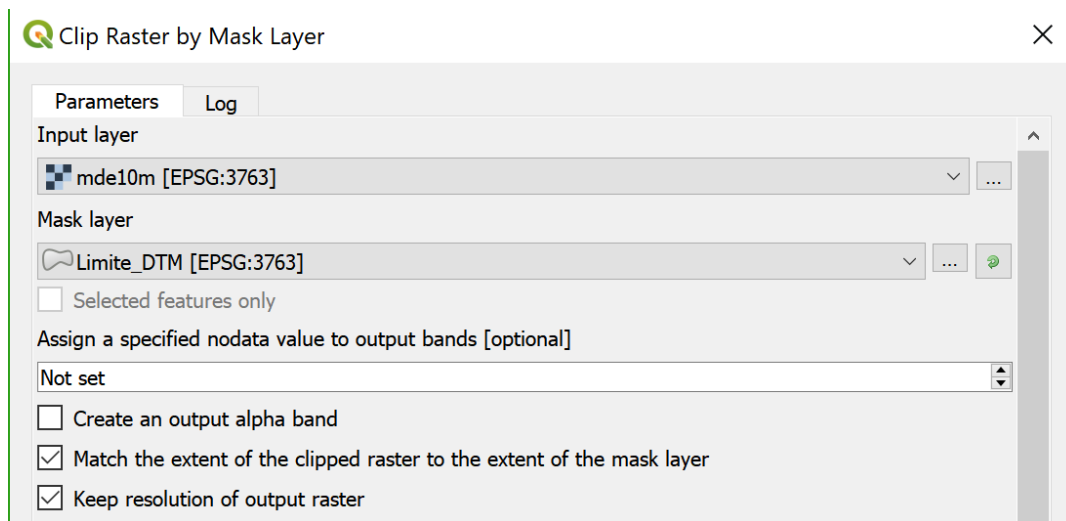 Clip Raster by Mask Layer
Parameters Log
Input layer
mde10m [EPSG:3763]
...
Mask layer
Limite_DTM [EPSG:3763]
...
Selected features only
Assign a specified nodata value to output bands [optional]
Not set
Create an output alpha band
Match the extent of the clipped raster to the extent of the mask layer
Keep resolution of output raster